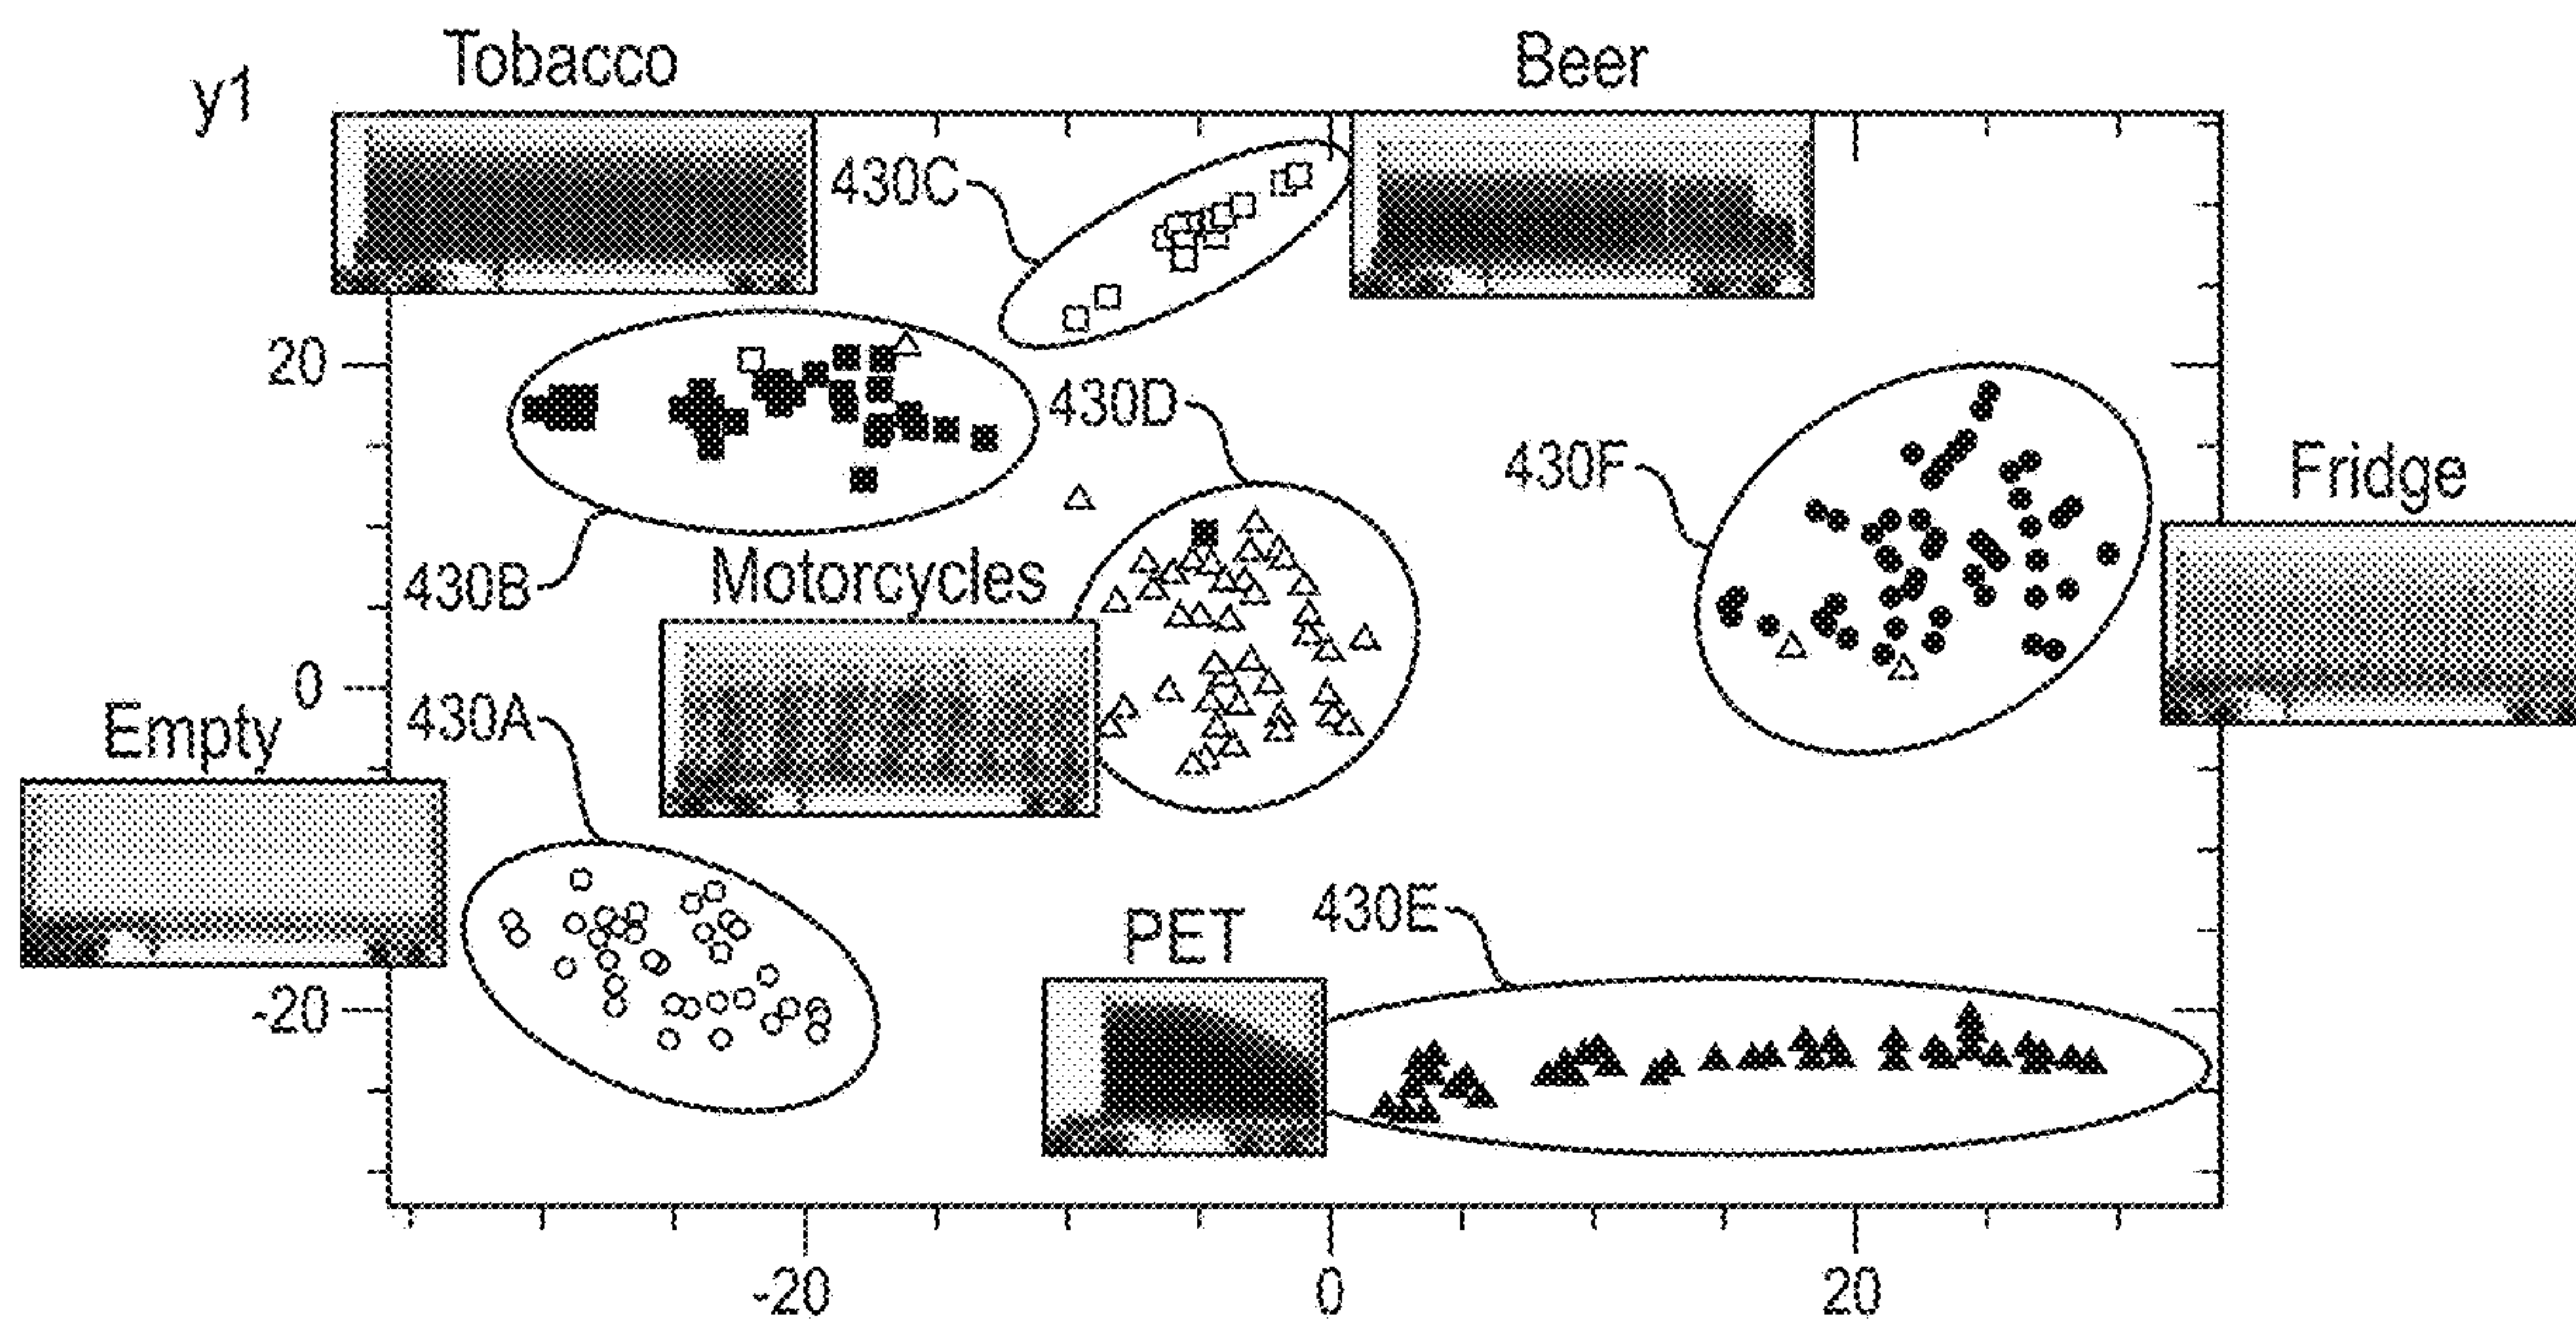 y1
Tobacco
Beer
430C
20
430D
430F
Fridge
430B
Motorcycles
0
430A
Empty
430E
PET
-20
-20
0
20